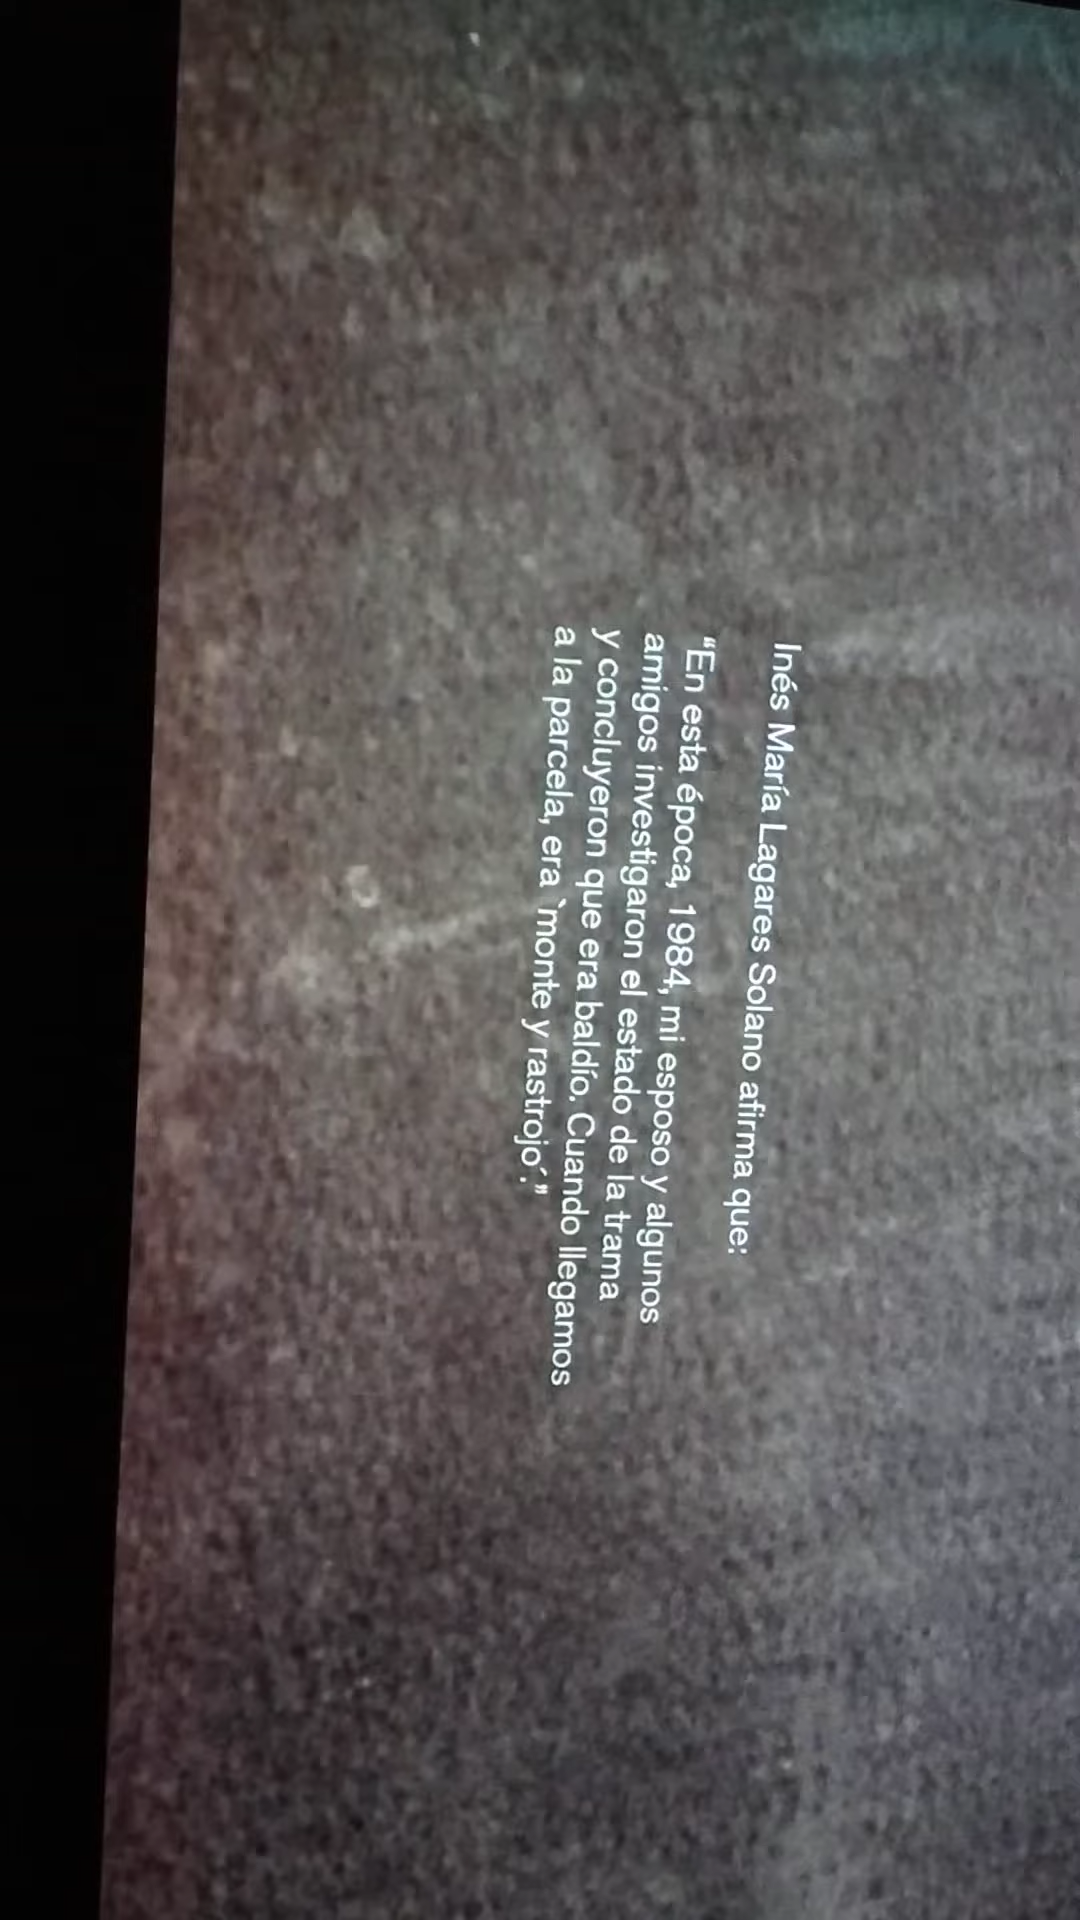 Inés María Lagares Solano afirma que:
“En esta época, 1984, mi esposo y algunos
amigos investigaron el estado de la trama
y concluyeron que era baldío. Cuando llegamos
a la parcela, era `monte y rastrojo´.”